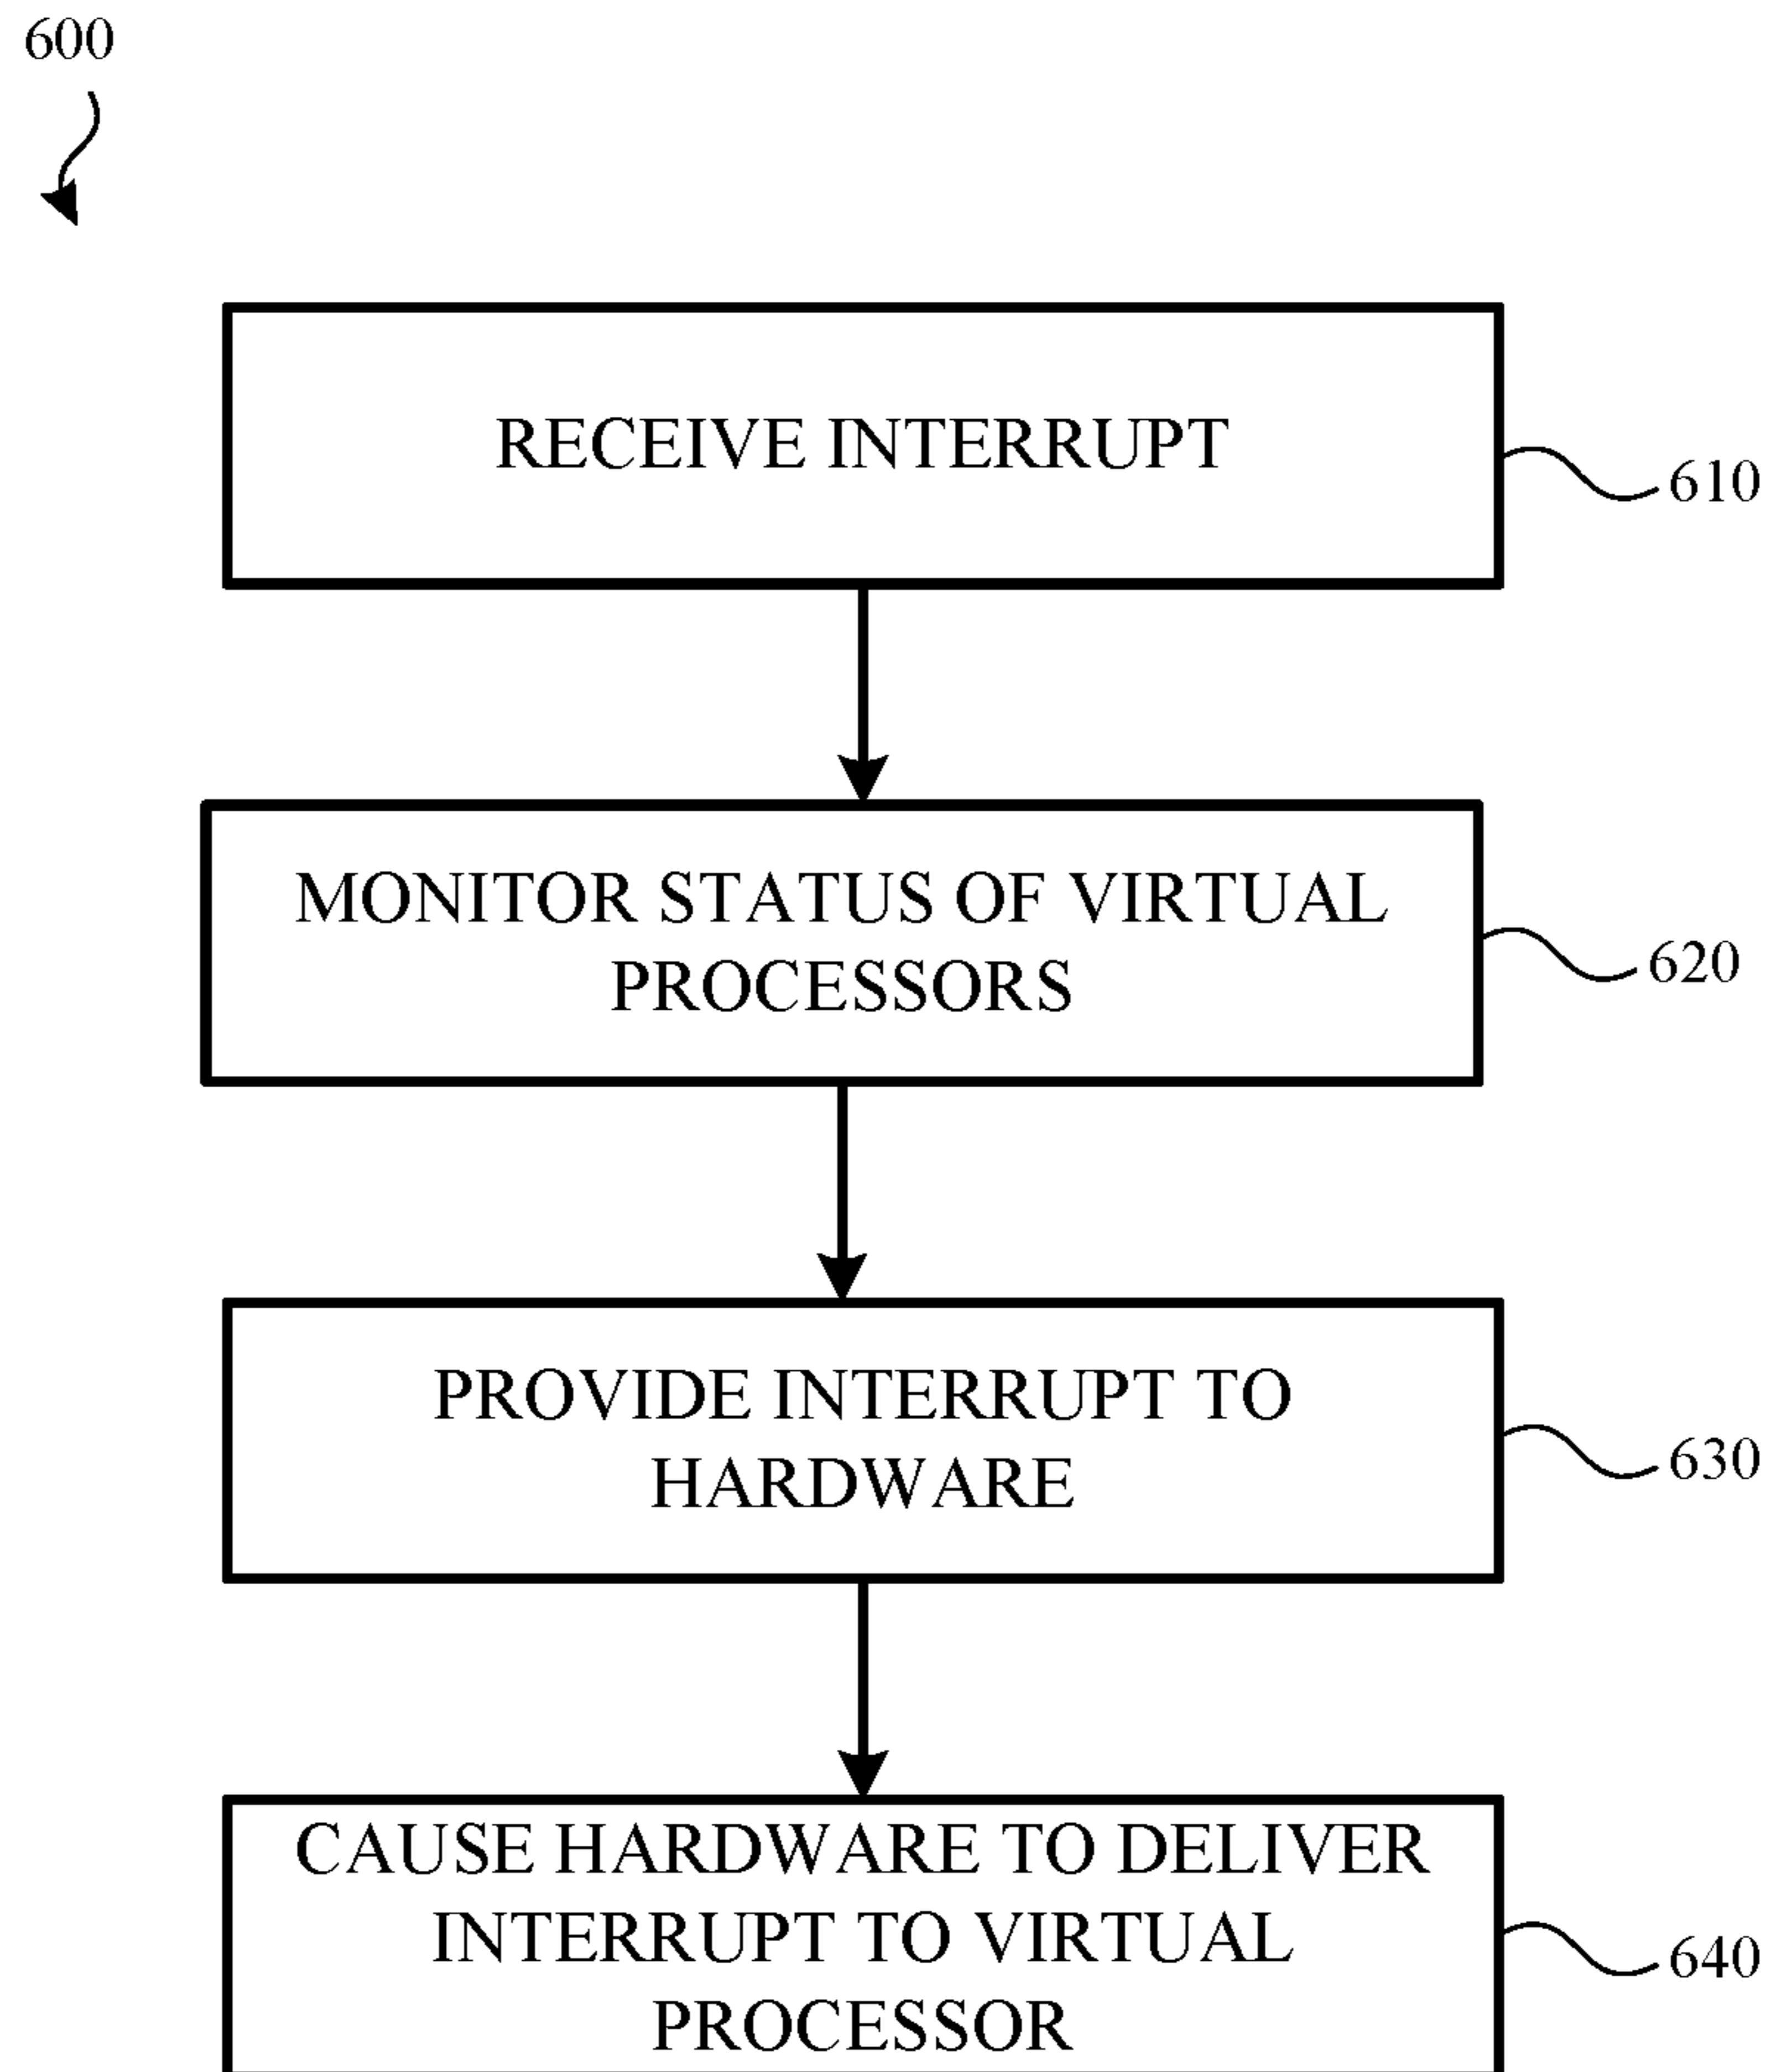 600
RECEIVE INTERRUPT
610
MONITOR STATUS OF VIRTUAL
PROCESSORS
620
PROVIDE INTERRUPT TO
HARDWARE
630
CAUSE HARDWARE TO DELIVER
INTERRUPT TO VIRTUAL
PROCESSOR
640